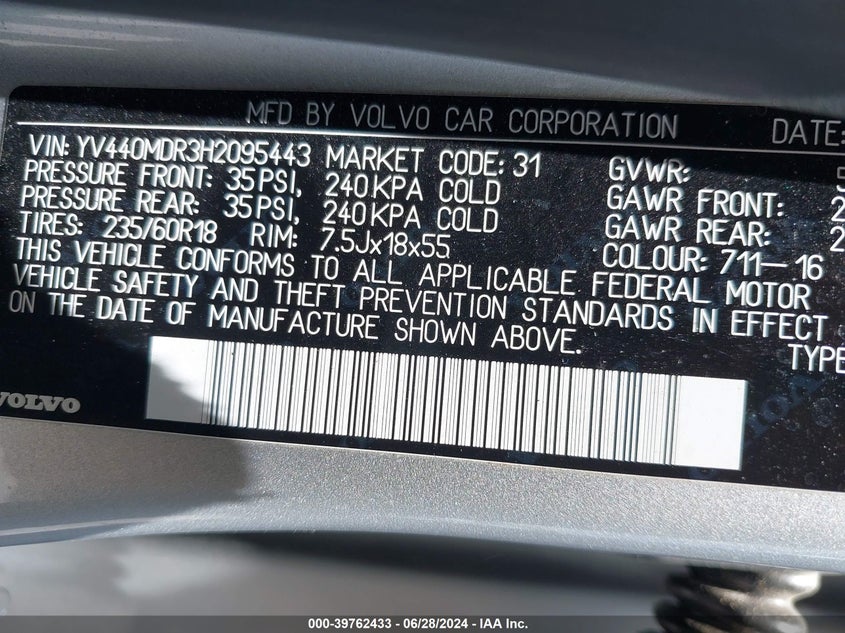 MFD BY VOLVO CAR CORPORATION DATE:
VIN: YV440MDR3H2095443 MARKET CODE: 31 GVWR: 5
PRESSURE FRONT: 35 PSI, 240 KPA COLD GAWR FRONT: 2
PRESSURE REAR: 35 PSI, 240 KPA COLD GAWR REAR: 2
TIRES: 235/60R18 RIM: 7.5Jx18x55 COLOUR: 711-16
THIS VEHICLE CONFORMS TO ALL APPLICABLE FEDERAL MOTOR
VEHICLE SAFETY AND THEFT PREVENTION STANDARDS IN EFFECT
ON THE DATE OF MANUFACTURE SHOWN ABOVE. TYPE
VOLVO
000-39762433 | 06/28/2024 | IAA Inc.